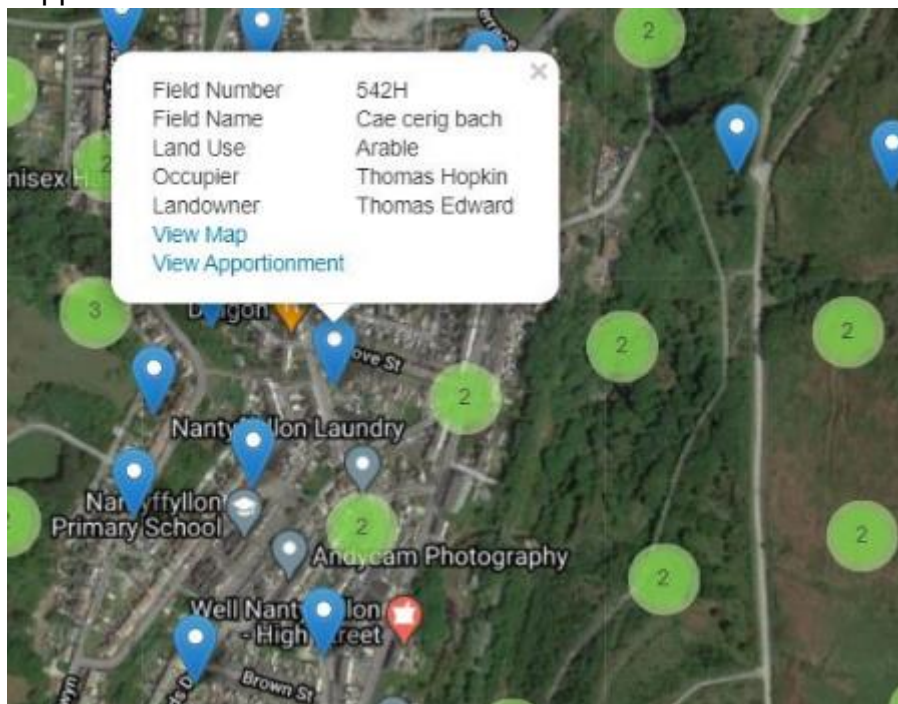 Field Number 542H
Field Name Cae cerig bach
Land Use Arable
Occupier Thomas Hopkin
Landowner Thomas Edward
View Map
View Apportionment
2
2
nisex H
3
2
2
2
Nantyffyllon Laundry
Nantyffyllon
Primary School
2
Andycam Photography
2
2
Well Nantyffyllon
- High Street
Brown St